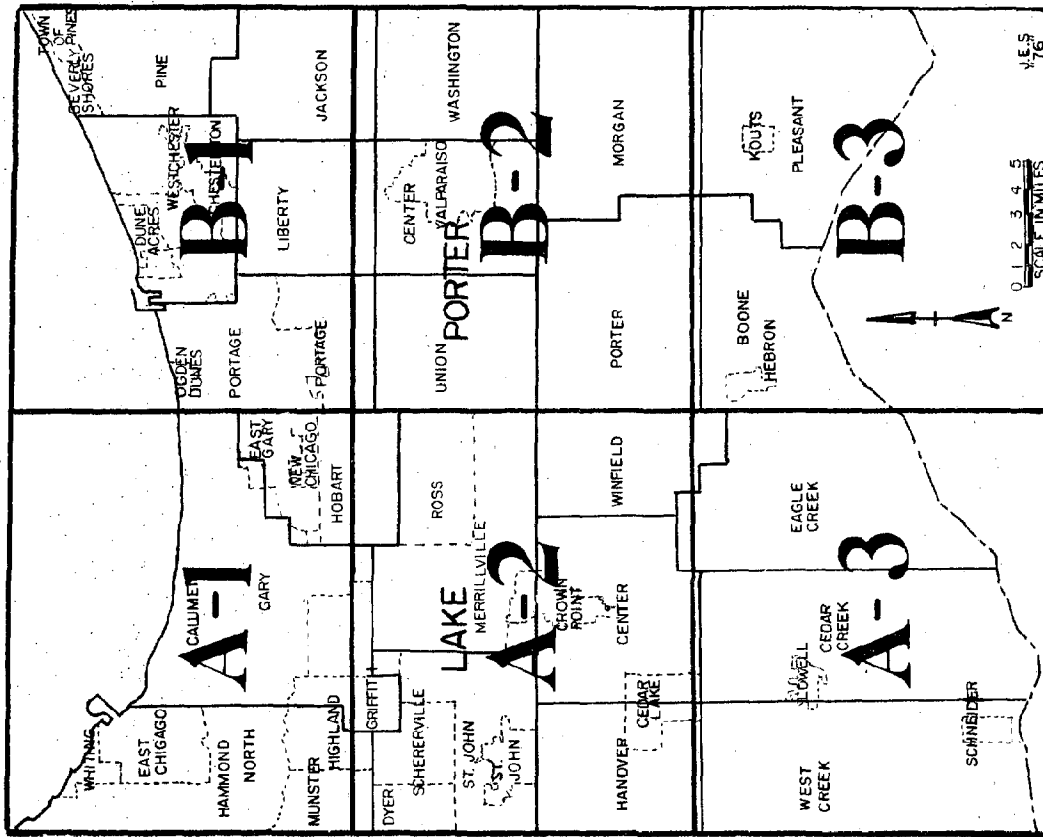 TOWN
OF
BEVERLY
SHORES
PINES
PINE
WESTCHESTER
CHESTERTON
DUNE
ACRES
B-1
JACKSON
LIBERTY
OGDEN
DUNES
PORTAGE
PORTAGE
WHITING
EAST
CHICAGO
HAMMOND
NORTH
CALUMET
A-1
GARY
EAST
GARY
NEW
CHICAGO
HOBART
MUNSTER
HIGHLAND
GRIFFITH
DYER
SCHERERVILLE
ST. JOHN
ST.
JOHN
LAKE
ROSS
MERRILLVILLE
A-2
CROWN
POINT
CENTER
WINFIELD
HANOVER
CEDAR
LAKE
UNION
PORTER
CENTER
VALPARAISO
WASHINGTON
B-2
PORTER
MORGAN
WEST
CREEK
LOWELL
CEDAR
CREEK
A-3
EAGLE
CREEK
SCHNEIDER
BOONE
HEBRON
KOUTS
PLEASANT
B-3
N
0 1 2 3 4 5
SCALE IN MILES
J.E.S.
76